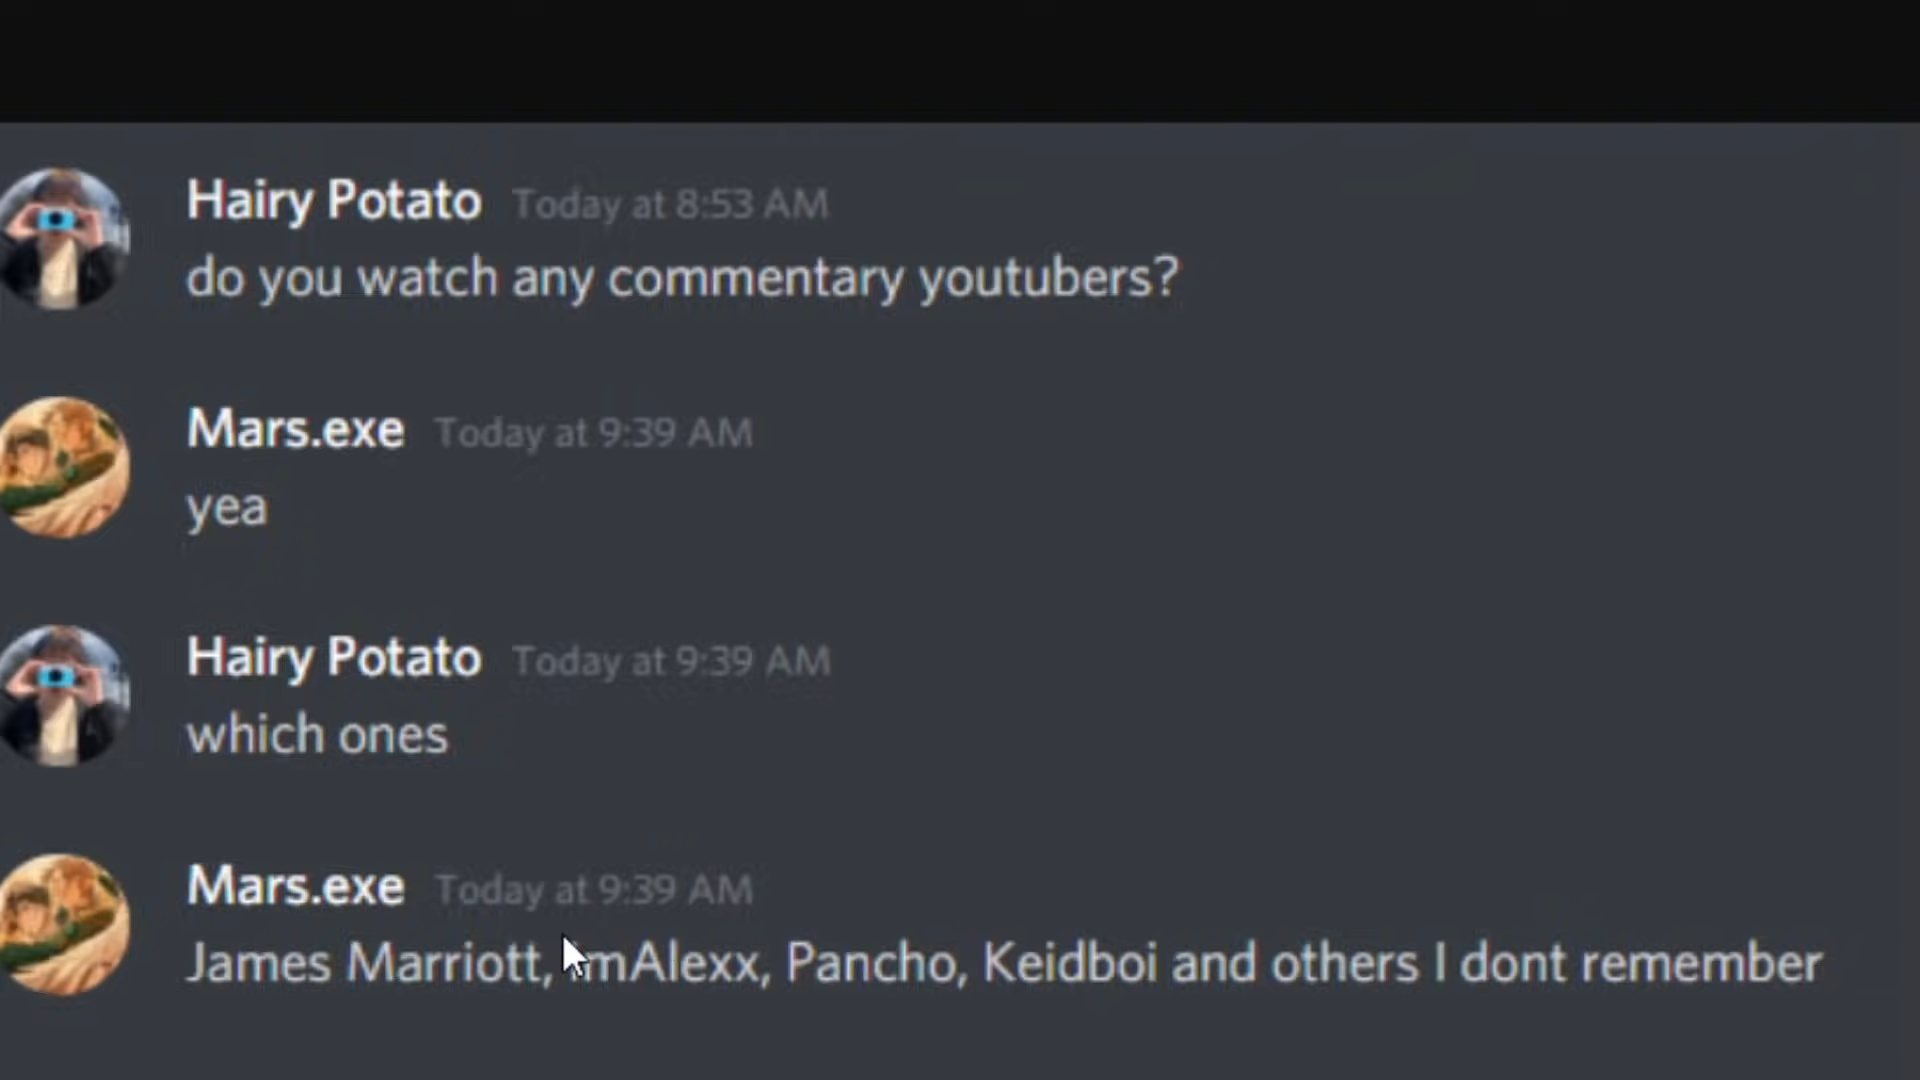 Hairy Potato Today at 8:53 AM
do you watch any commentary youtubers?
Mars.exe Today at 9:39 AM
yea
Hairy Potato Today at 9:39 AM
which ones
Mars.exe Today at 9:39 AM
James Marriott, ImAlexx, Pancho, Keidboi and others I dont remember